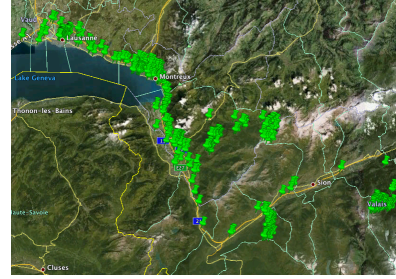 Vaud
Lausanne
Lake Geneva
Montreux
Thonon-les-Bains
Sion
Valais
Haute-Savoie
Cluses